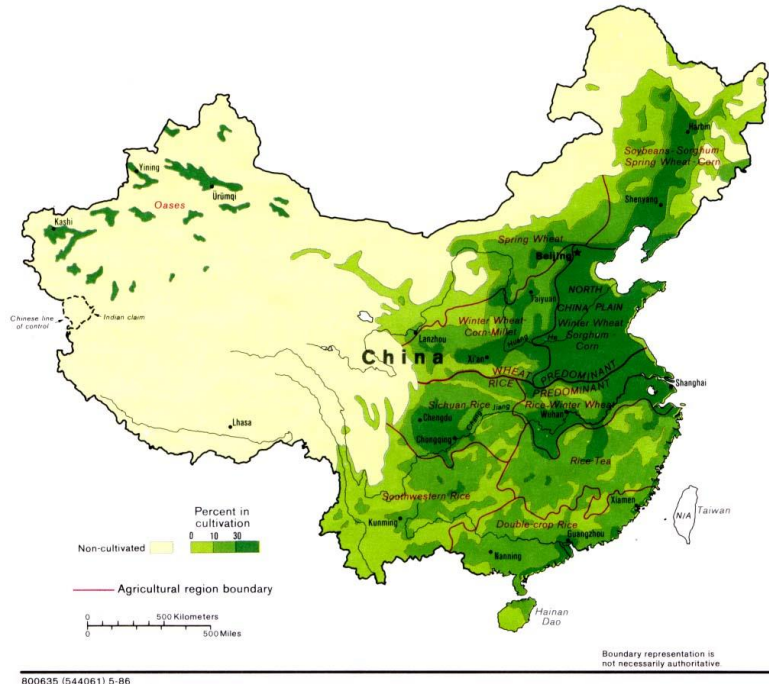 Harbin
Soybeans-Sorghum-
Spring Wheat-Corn
Shenyang
Yining
Ürümqi
Oases
Kashi
Spring Wheat
Beijing
Taiyuan
NORTH
CHINA PLAIN
Winter Wheat
Sorghum
Corn
Chinese line
of control
Indian claim
Winter Wheat-
Corn-Millet
Lanzhou
Huang
He
China
Xi'an
WHEAT PREDOMINANT
RICE PREDOMINANT
Shanghai
Sichuan Rice
Jiang
Rice-Winter Wheat
Wuhan
Chengdu
Chongqing
Lhasa
Rice-Tea
Southwestern Rice
Xiamen
N/A
Taiwan
Kunming
Double-crop Rice
Guangzhou
Nanning
Hainan
Dao
Percent in
cultivation
0 10 30
Non-cultivated
Agricultural region boundary
0 500 Kilometers
0 500 Miles
Boundary representation is
not necessarily authoritative.
800635 (544061) 5-86